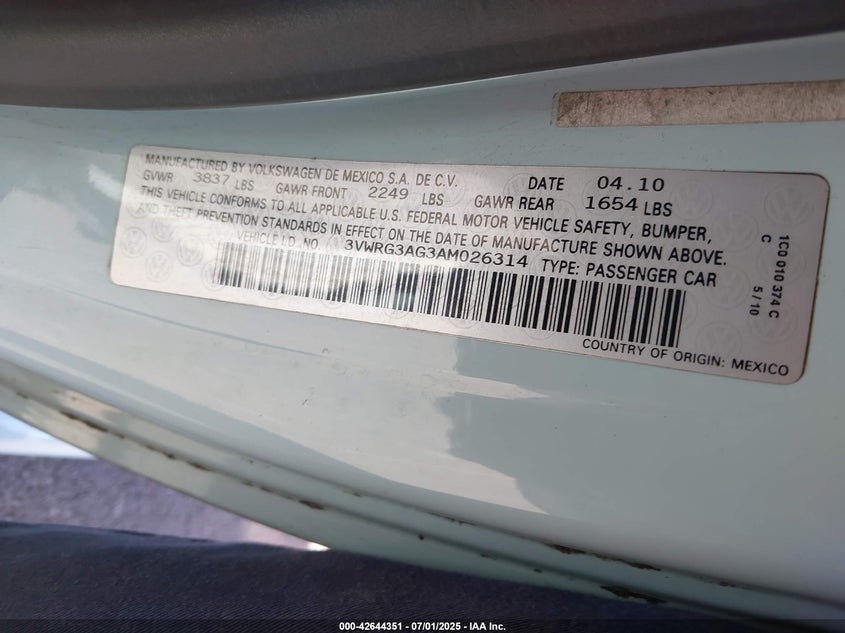 MANUFACTURED BY VOLKSWAGEN DE MEXICO S.A. DE C.V. DATE 04.10
GVWR 3837 LBS GAWR FRONT 2249 LBS GAWR REAR 1654 LBS
THIS VEHICLE CONFORMS TO ALL APPLICABLE U.S. FEDERAL MOTOR VEHICLE SAFETY, BUMPER,
AND THEFT PREVENTION STANDARDS IN EFFECT ON THE DATE OF MANUFACTURE SHOWN ABOVE.
VEHICLE I.D. NO. 3VWRG3AG3AM026314 TYPE: PASSENGER CAR
COUNTRY OF ORIGIN: MEXICO
1C0 010 374 C
C 5/10
000-42644351 / 07/01/2025 - IAA Inc.